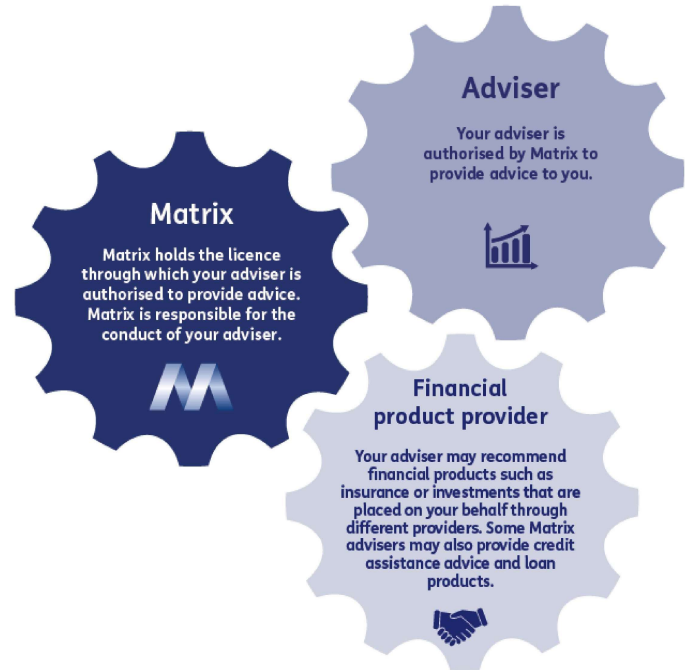 Adviser
Your adviser is
authorised by Matrix to
provide advice to you.
Matrix
Matrix holds the licence
through which your adviser is
authorised to provide advice.
Matrix is responsible for the
conduct of your adviser.
M
Financial
product provider
Your adviser may recommend
financial products such as
insurance or investments that are
placed on your behalf through
different providers. Some Matrix
advisers may also provide credit
assistance advice and loan
products.